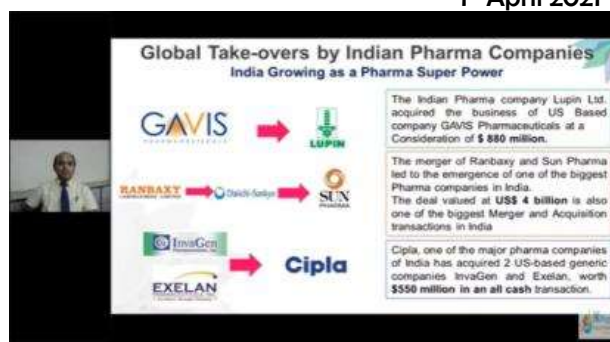 1st April 2021
Global Take-overs by Indian Pharma Companies
India Growing as a Pharma Super Power
GAVIS
PHARMACEUTICALS
LUPIN
The Indian Pharma company Lupin Ltd.
acquired the business of US Based
company GAVIS Pharmaceuticals at a
Consideration of $ 880 million.
RANBAXY
LABORATORIES LIMITED
Daiichi-Sankyo
SUN
PHARMA
The merger of Ranbaxy and Sun Pharma
led to the emergence of one of the biggest
Pharma companies in India.
The deal valued at US$ 4 billion is also
one of the biggest Merger and Acquisition
transactions in India
InvaGen
EXELAN
Cipla
Cipla, one of the major pharma companies
of India has acquired 2 US-based generic
companies InvaGen and Exelan, worth
$550 million in an all cash transaction.